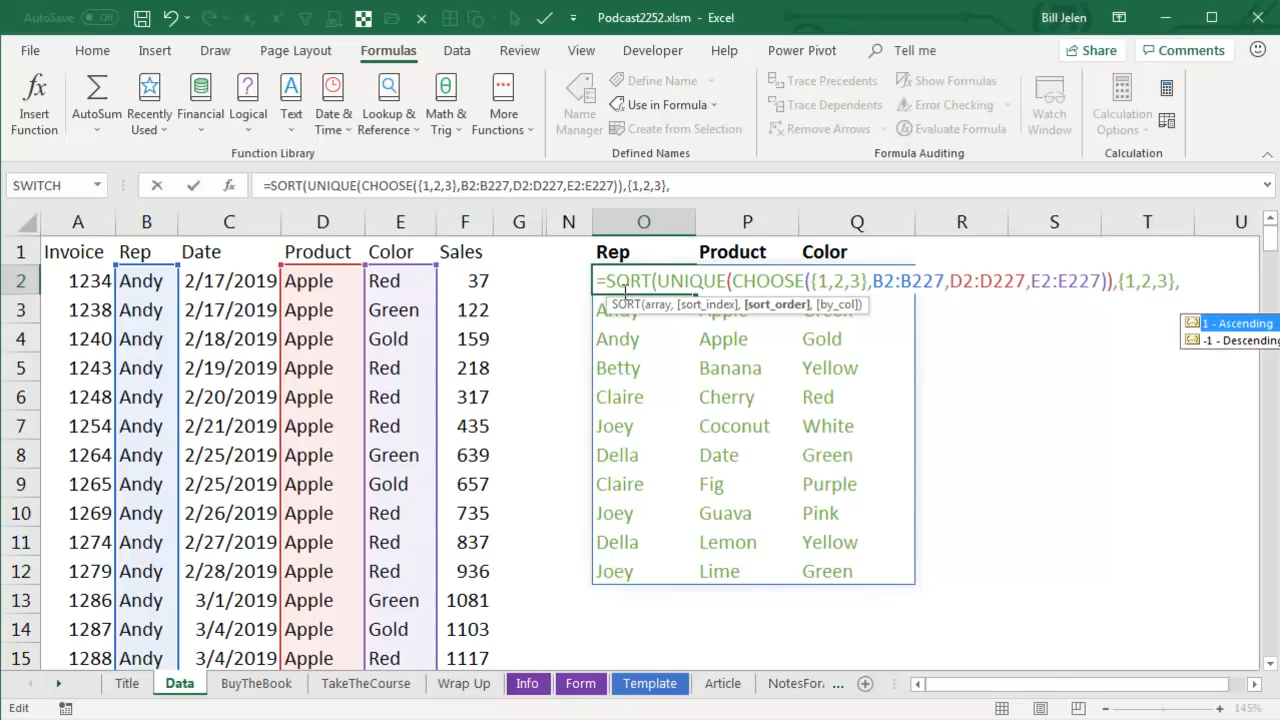 AutoSave Off Podcast2252.xlsm - Excel Bill Jelen
File Home Insert Draw Page Layout Formulas Data Review View Developer Help Power Pivot Tell me Share Comments
Insert Function AutoSum Recently Used Financial Logical Text Date & Time Lookup & Reference Math & Trig More Functions
Name Manager Define Name Use in Formula Create from Selection
Trace Precedents Trace Dependents Remove Arrows Show Formulas Error Checking Evaluate Formula Watch Window
Calculation Options
Function Library Defined Names Formula Auditing Calculation
SWITCH =SORT(UNIQUE(CHOOSE({1,2,3},B2:B227,D2:D227,E2:E227)),{1,2,3},
A B C D E F G N O P Q R S T U
1 Invoice Rep Date Product Color Sales Rep Product Color
2 1234 Andy 2/17/2019 Apple Red 37 =SORT(UNIQUE(CHOOSE({1,2,3},B2:B227,D2:D227,E2:E227)),{1,2,3},
SORT(array, [sort_index], [sort_order], [by_col])
3 1238 Andy 2/17/2019 Apple Green 122
1 - Ascending
-1 - Descending
4 1240 Andy 2/18/2019 Apple Gold 159 Andy Apple Gold
5 1243 Andy 2/19/2019 Apple Red 218 Betty Banana Yellow
6 1248 Andy 2/20/2019 Apple Red 317 Claire Cherry Red
7 1254 Andy 2/21/2019 Apple Red 435 Joey Coconut White
8 1264 Andy 2/25/2019 Apple Green 639 Della Date Green
9 1265 Andy 2/25/2019 Apple Gold 657 Claire Fig Purple
10 1271 Andy 2/26/2019 Apple Red 735 Joey Guava Pink
11 1274 Andy 2/27/2019 Apple Red 837 Della Lemon Yellow
12 1279 Andy 2/28/2019 Apple Red 936 Joey Lime Green
13 1286 Andy 3/1/2019 Apple Green 1081
14 1287 Andy 3/4/2019 Apple Gold 1103
15 1288 Andy 3/4/2019 Apple Red 1117
Title Data BuyTheBook TakeTheCourse Wrap Up Info Form Template Article NotesFor ...
Edit 145%